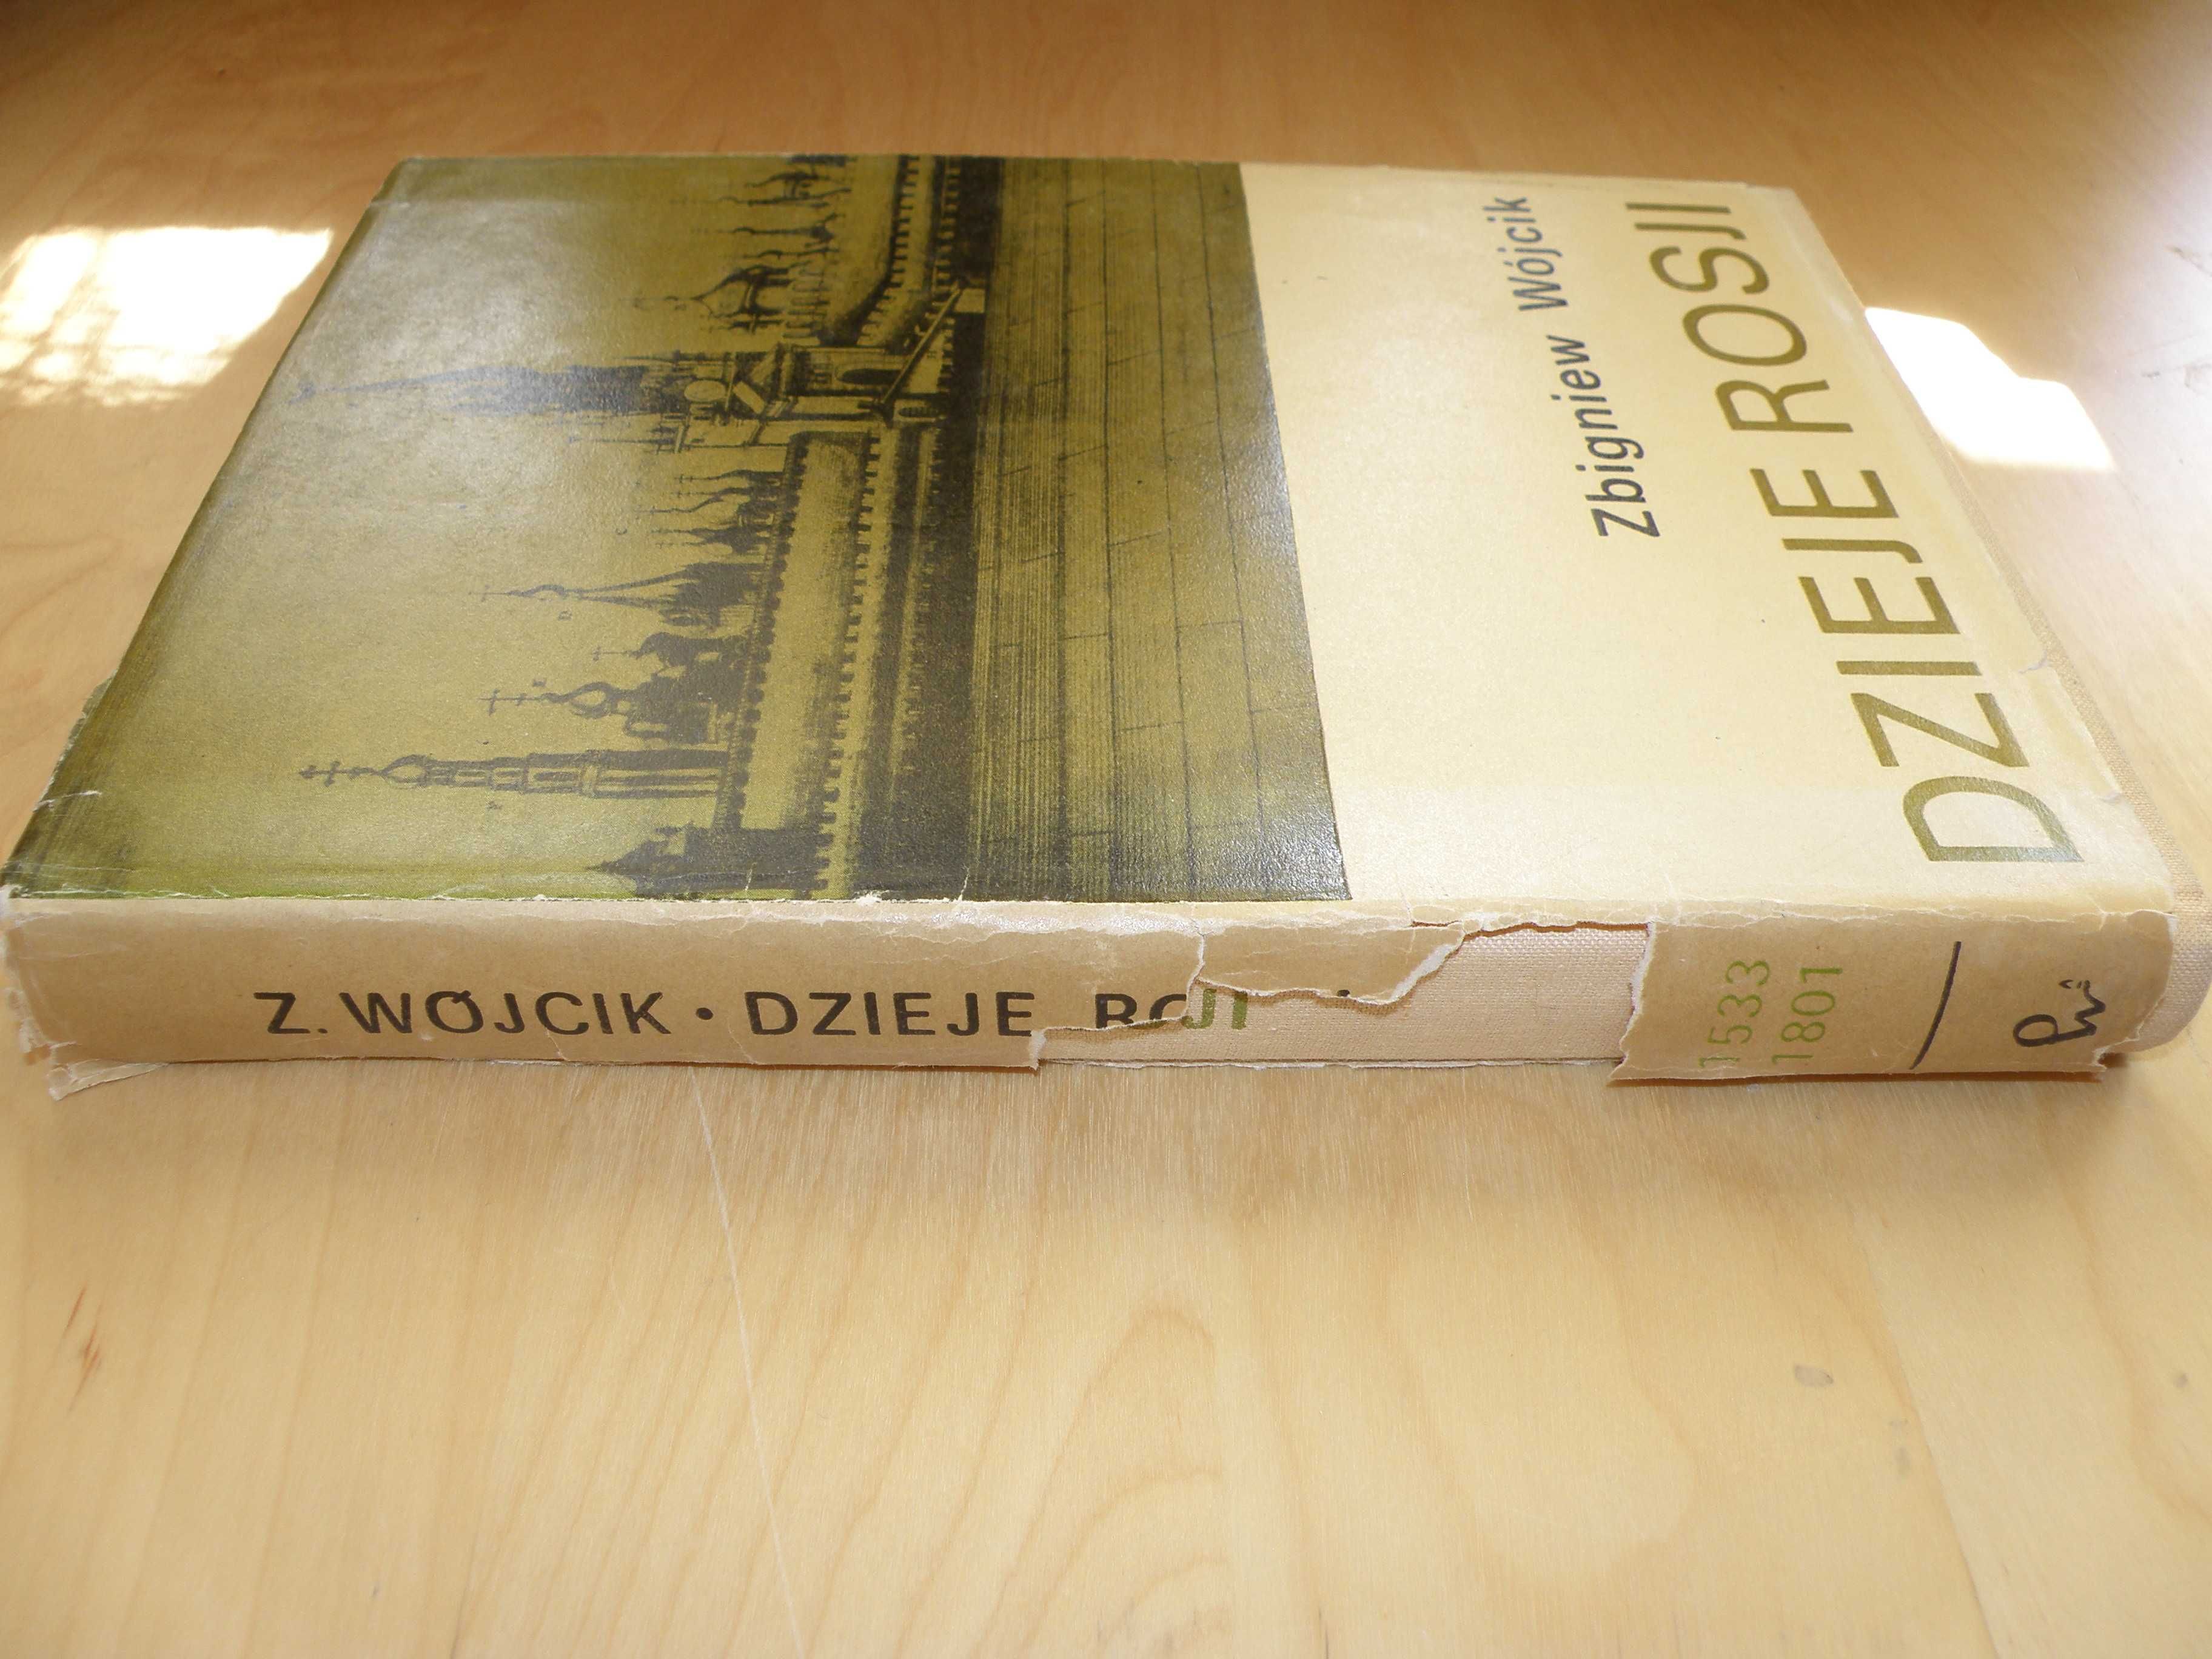 Zbigniew Wójcik
DZIEJE ROSJI
Z. WÓJCIK • DZIEJE
1533
1801